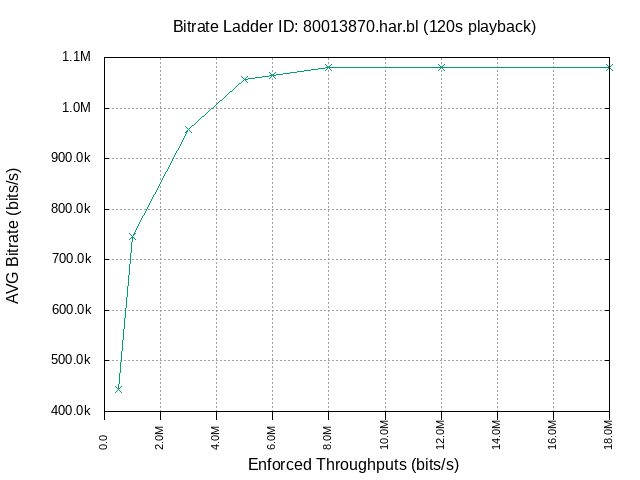 Bitrate Ladder ID: 80013870.har.bl (120s playback)
1.1M
1.0M
900.0k
800.0k
700.0k
600.0k
500.0k
400.0k
AVG Bitrate (bits/s)
0.0
2.0M
4.0M
6.0M
8.0M
10.0M
12.0M
14.0M
16.0M
18.0M
Enforced Throughputs (bits/s)